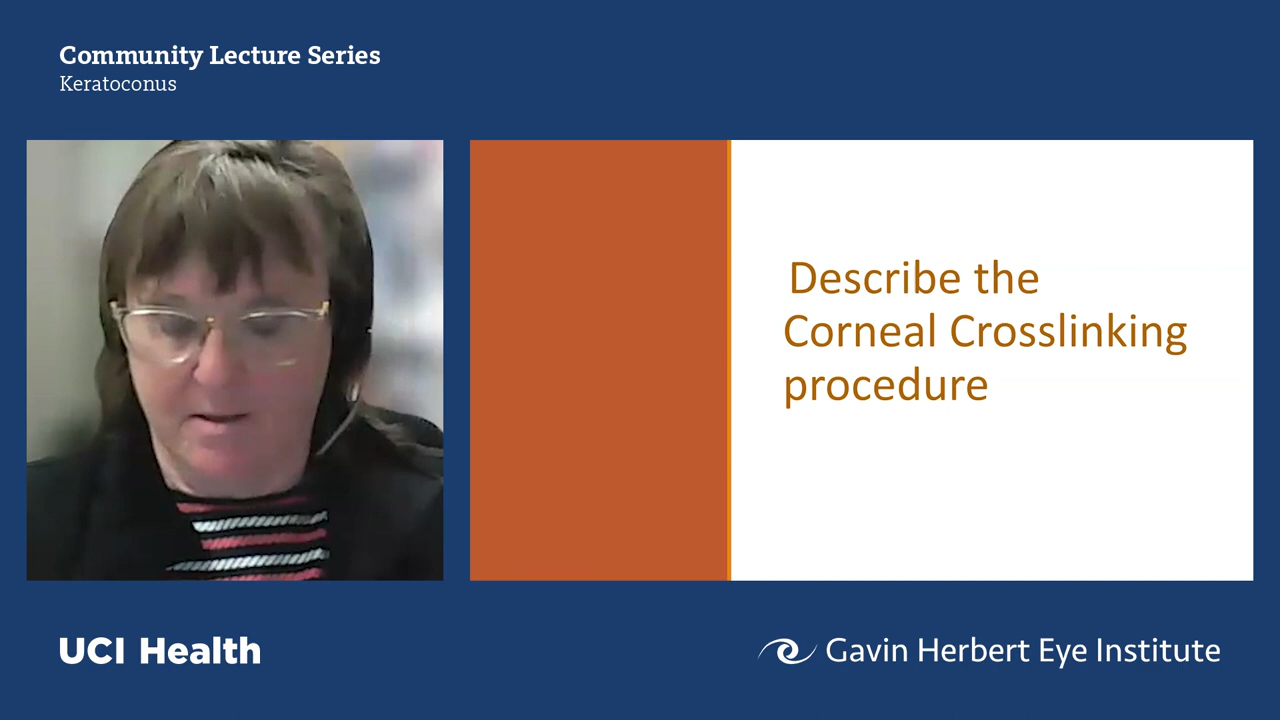 Community Lecture Series
Keratoconus
Describe the
Corneal Crosslinking
procedure
UCI Health
Gavin Herbert Eye Institute